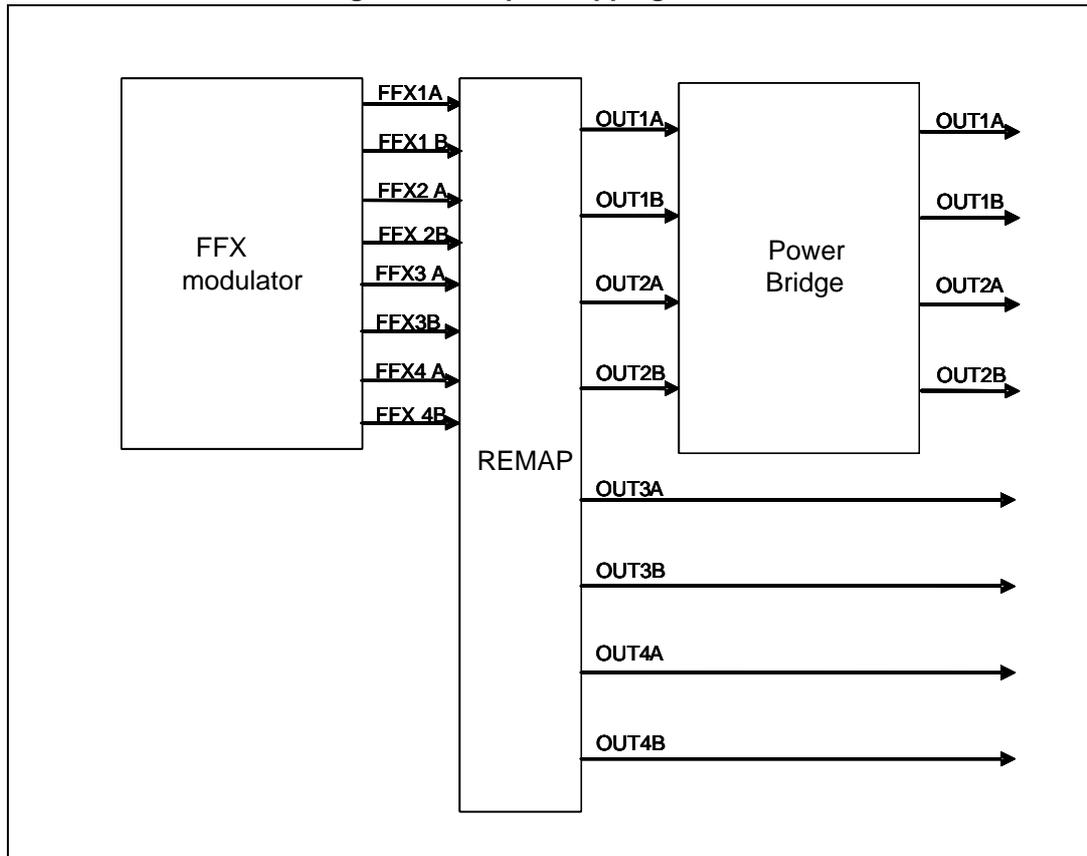 FFX1A
FFX1 B
FFX2 A
FFX 2B
FFX3 A
FFX3B
FFX4 A
FFX 4B
FFX
modulator
REMAP
OUT1A
OUT1B
OUT2A
OUT2B
OUT3A
OUT3B
OUT4A
OUT4B
Power
Bridge
OUT1A
OUT1B
OUT2A
OUT2B